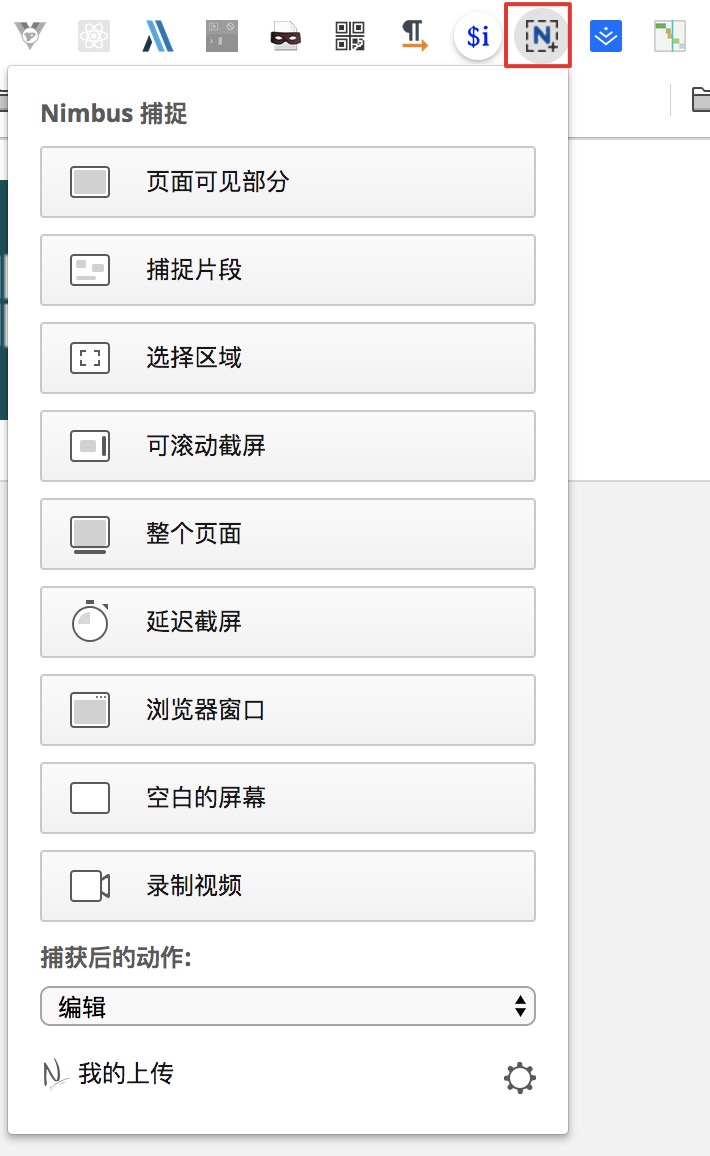 $i
N
Nimbus 捕捉
页面可见部分
捕捉片段
选择区域
可滚动截屏
整个页面
延迟截屏
浏览器窗口
空白的屏幕
录制视频
捕获后的动作:
编辑
我的上传